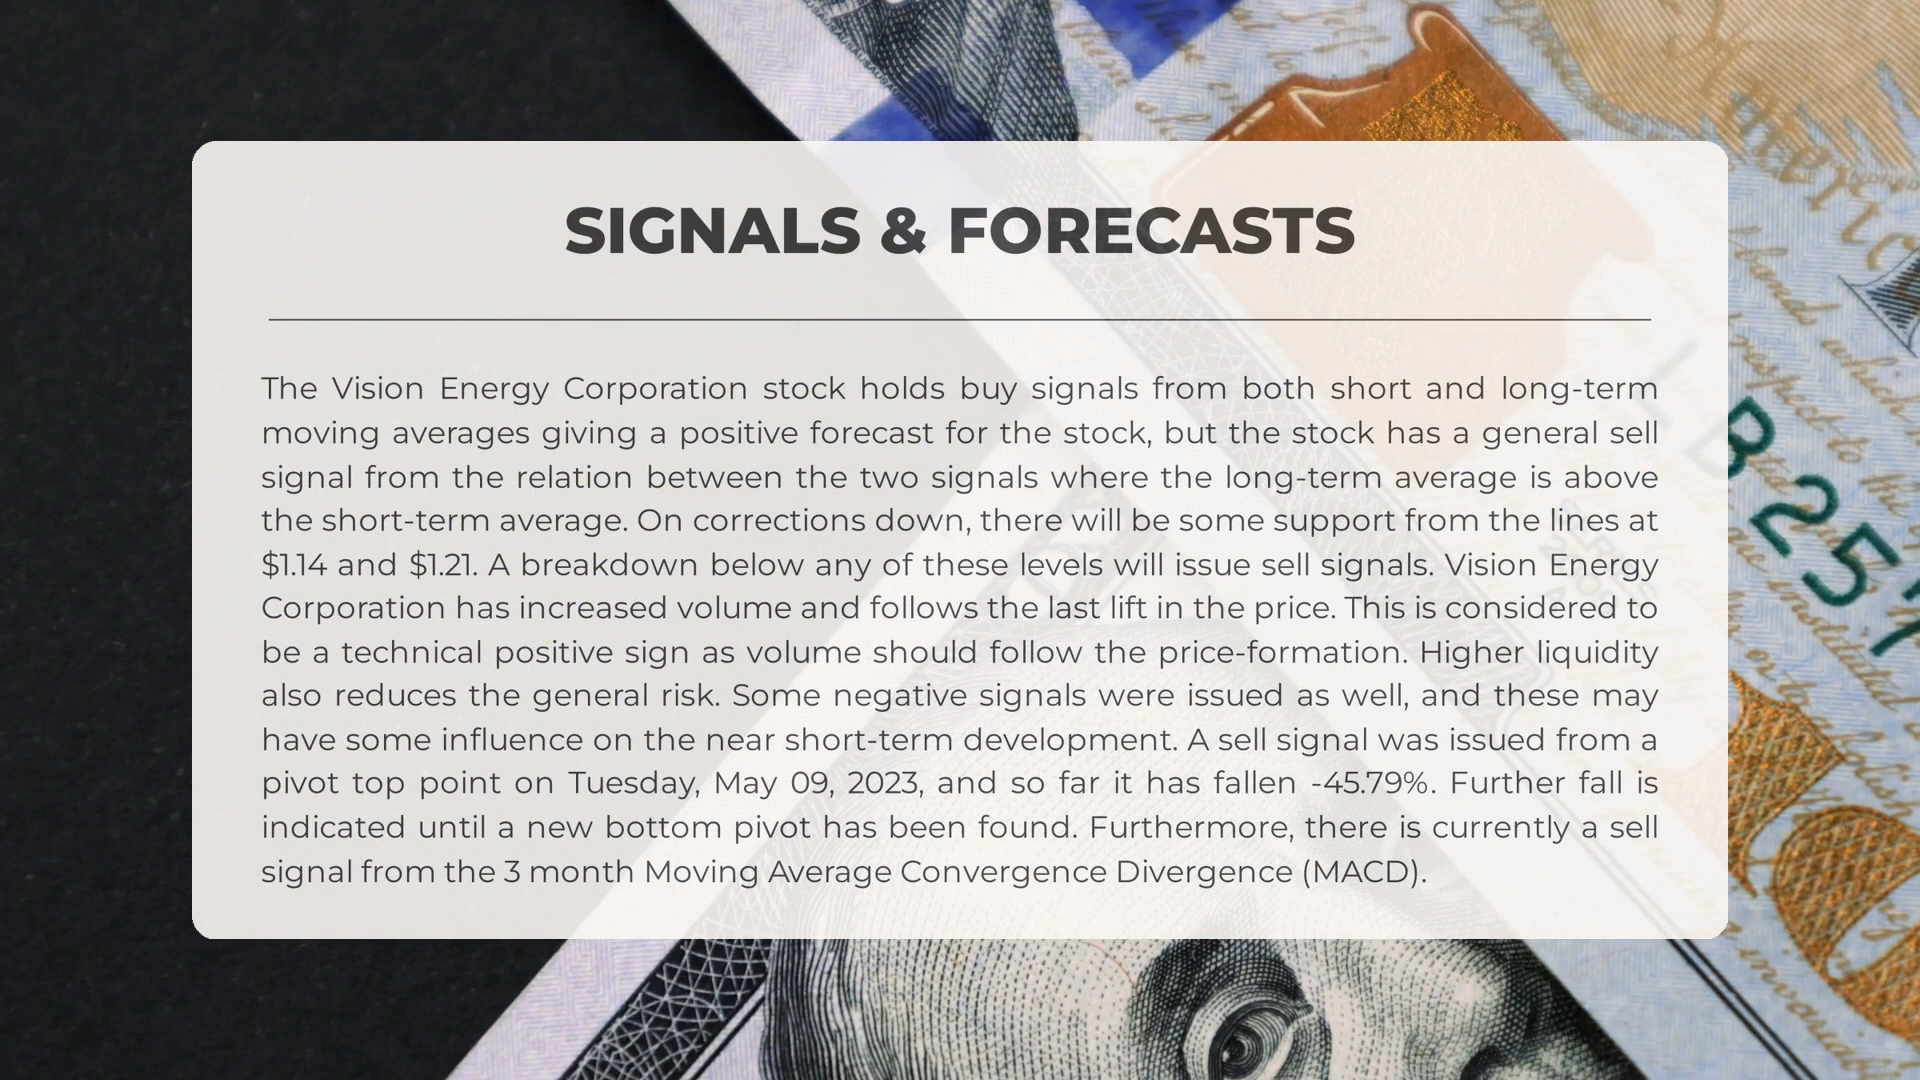 SIGNALS & FORECASTS
The Vision Energy Corporation stock holds buy signals from both short and long-term
moving averages giving a positive forecast for the stock, but the stock has a general sell
signal from the relation between the two signals where the long-term average is above
the short-term average. On corrections down, there will be some support from the lines at
$1.14 and $1.21. A breakdown below any of these levels will issue sell signals. Vision Energy
Corporation has increased volume and follows the last lift in the price. This is considered to
be a technical positive sign as volume should follow the price-formation. Higher liquidity
also reduces the general risk. Some negative signals were issued as well, and these may
have some influence on the near short-term development. A sell signal was issued from a
pivot top point on Tuesday, May 09, 2023, and so far it has fallen -45.79%. Further fall is
indicated until a new bottom pivot has been found. Furthermore, there is currently a sell
signal from the 3 month Moving Average Convergence Divergence (MACD).